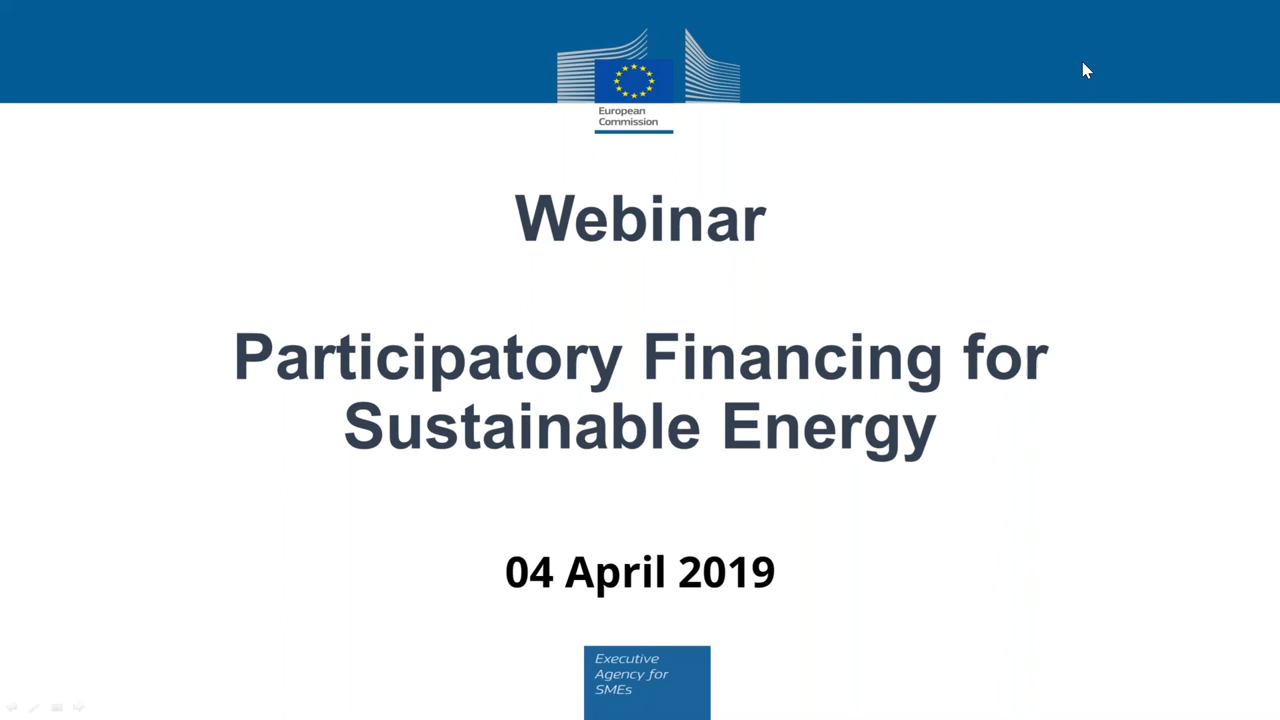 European
Commission
Webinar
Participatory Financing for
Sustainable Energy
04 April 2019
Executive
Agency for
SMEs